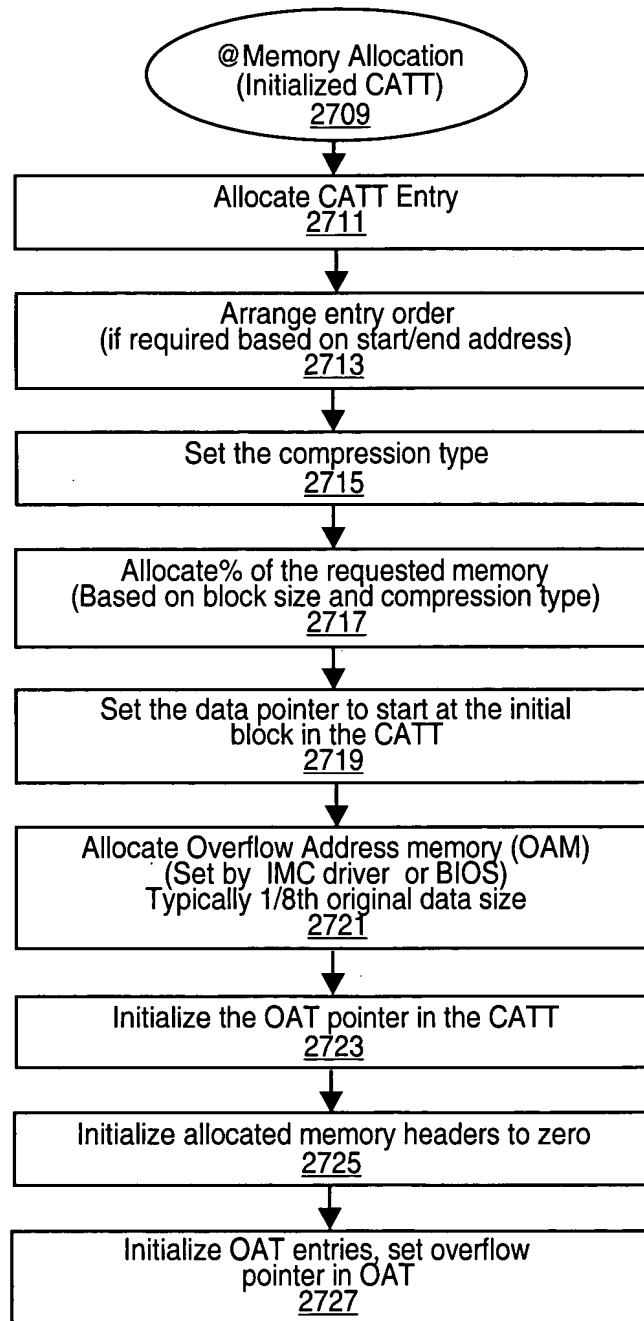 @Memory Allocation
(Initialized CATT)
2709
Allocate CATT Entry
2711
Arrange entry order
(if required based on start/end address)
2713
Set the compression type
2715
Allocate% of the requested memory
(Based on block size and compression type)
2717
Set the data pointer to start at the initial
block in the CATT
2719
Allocate Overflow Address memory (OAM)
(Set by IMC driver or BIOS)
Typically 1/8th original data size
2721
Initialize the OAT pointer in the CATT
2723
Initialize allocated memory headers to zero
2725
Initialize OAT entries, set overflow
pointer in OAT
2727